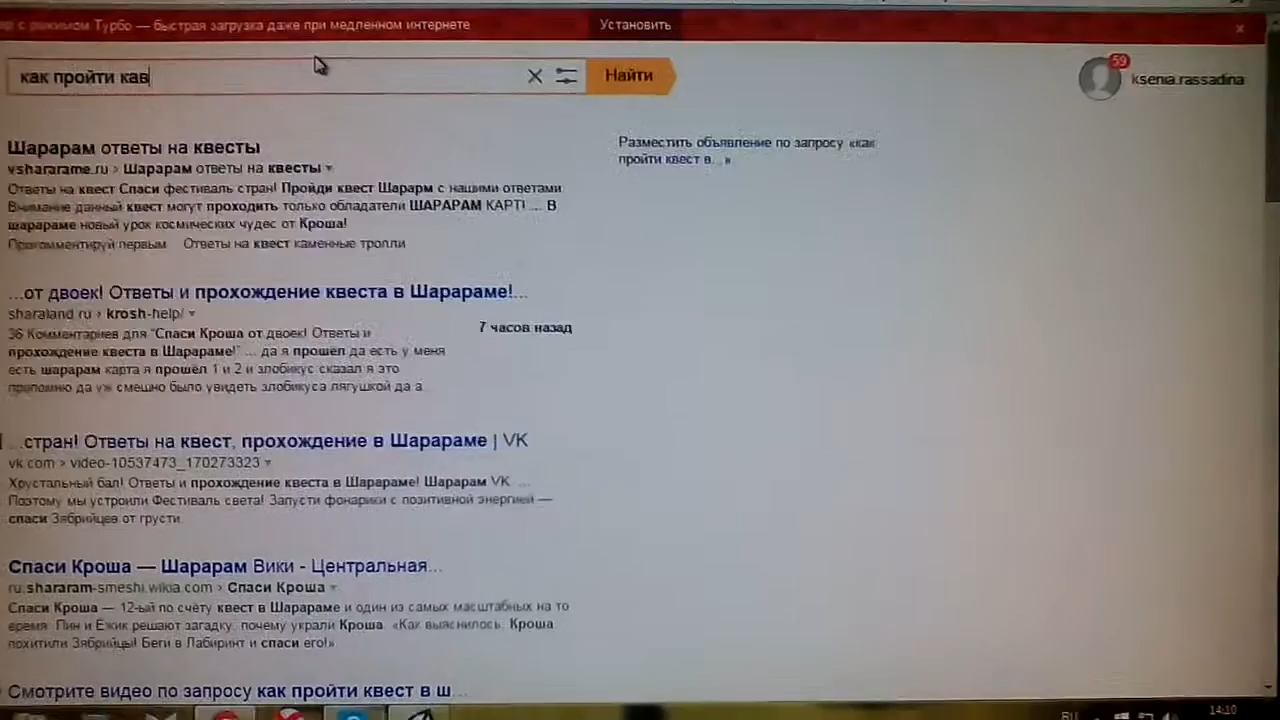 с режимом Турбо — быстрая загрузка даже при медленном интернете
Установить
как пройти кав
Найти
59
ksenia.rassadina
Шарарам ответы на квесты
vshararame.ru › Шарарам ответы на квесты
Ответы на квест Спаси фестиваль стран! Пройди квест Шарарм с нашими ответами
Внимание данный квест могут проходить только обладатели ШАРАРАМ КАРТ! ... В
шарараме новый урок космических чудес от Кроша!
Прокомментируй первым Ответы на квест каменные тролли
Разместить объявление по запросу «как
пройти квест в...»
...от двоек! Ответы и прохождение квеста в Шарараме!...
sharaland.ru › krosh-help/
36 Комментариев для “Спаси Кроша от двоек! Ответы и
прохождение квеста в Шарараме!” ... да я прошёл да есть у меня
есть шарарам карта я прошёл 1 и 2 и злобикус сказал я это
припомню да уж смешно было увидеть злобикуса лягушкой да а
7 часов назад
...стран! Ответы на квест, прохождение в Шарараме | VK
vk.com › video-10537473_170273323
Хрустальный бал! Ответы и прохождение квеста в Шарараме! Шарарам VK ...
Поэтому мы устроили Фестиваль света! Запусти фонарики с позитивной энергией —
спаси Зябрийцев от грусти
Спаси Кроша — Шарарам Вики - Центральная...
ru.shararam-smeshi.wikia.com › Спаси Кроша
Спаси Кроша — 12-ый по счёту квест в Шарараме и один из самых масштабных на то
время. Пин и Ёжик решают загадку, почему украли Кроша. «Как выяснилось, Кроша
похитили Зябрийцы! Беги в Лабиринт и спаси его!»
Смотрите видео по запросу как пройти квест в ш...
RU
14:10